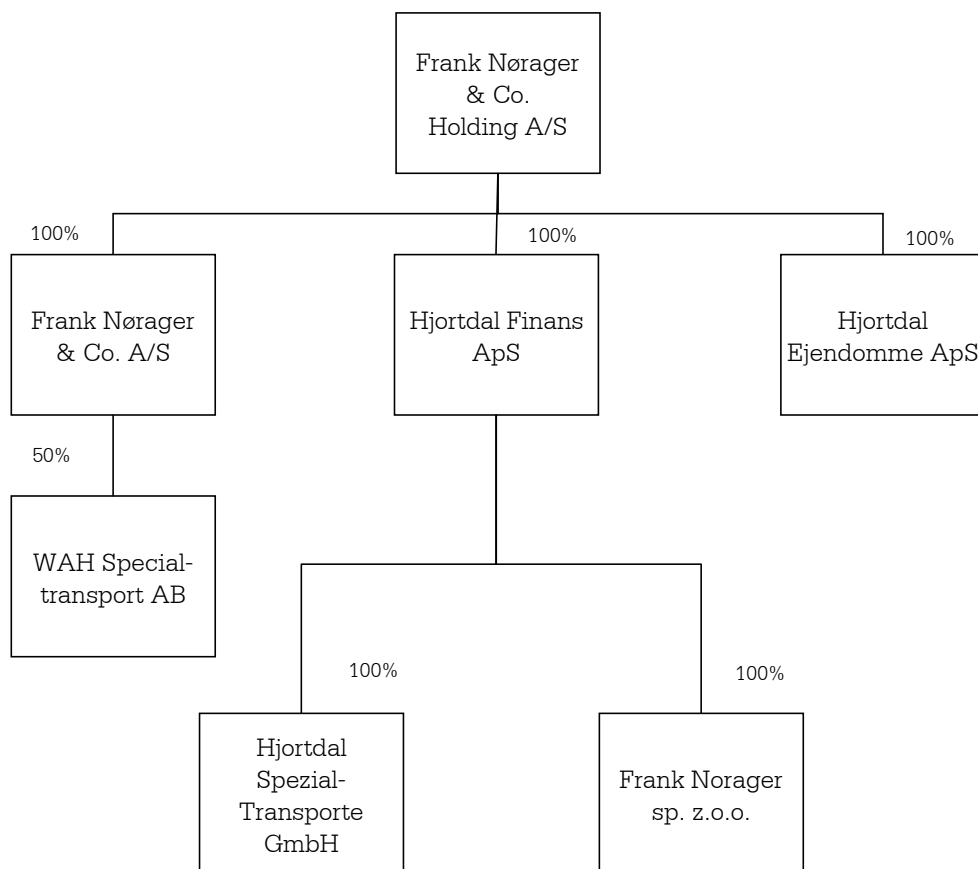 Frank Nørager
& Co.
Holding A/S
100%
100%
100%
Frank Nørager
& Co. A/S
Hjortdal Finans
ApS
Hjortdal
Ejendomme ApS
50%
WAH Special-
transport AB
100%
100%
Hjortdal
Spezial-
Transporte
GmbH
Frank Norager
sp. z.o.o.